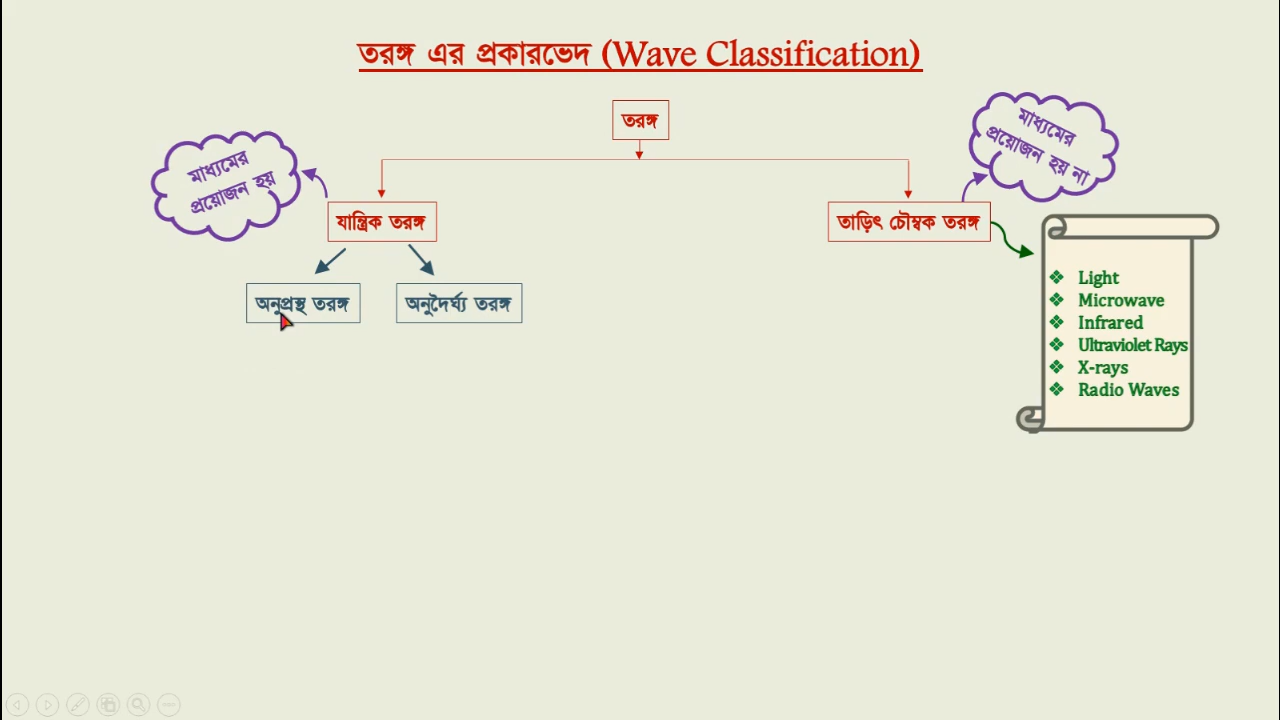 তরঙ্গ এর প্রকারভেদ (Wave Classification)
তরঙ্গ
মাধ্যমের
প্রয়োজন হয়
মাধ্যমের
প্রয়োজন হয় না
যান্ত্রিক তরঙ্গ
তাড়িৎ চৌম্বক তরঙ্গ
অনুপ্রস্থ তরঙ্গ
অনুদৈর্ঘ্য তরঙ্গ
Light
Microwave
Infrared
Ultraviolet Rays
X-rays
Radio Waves